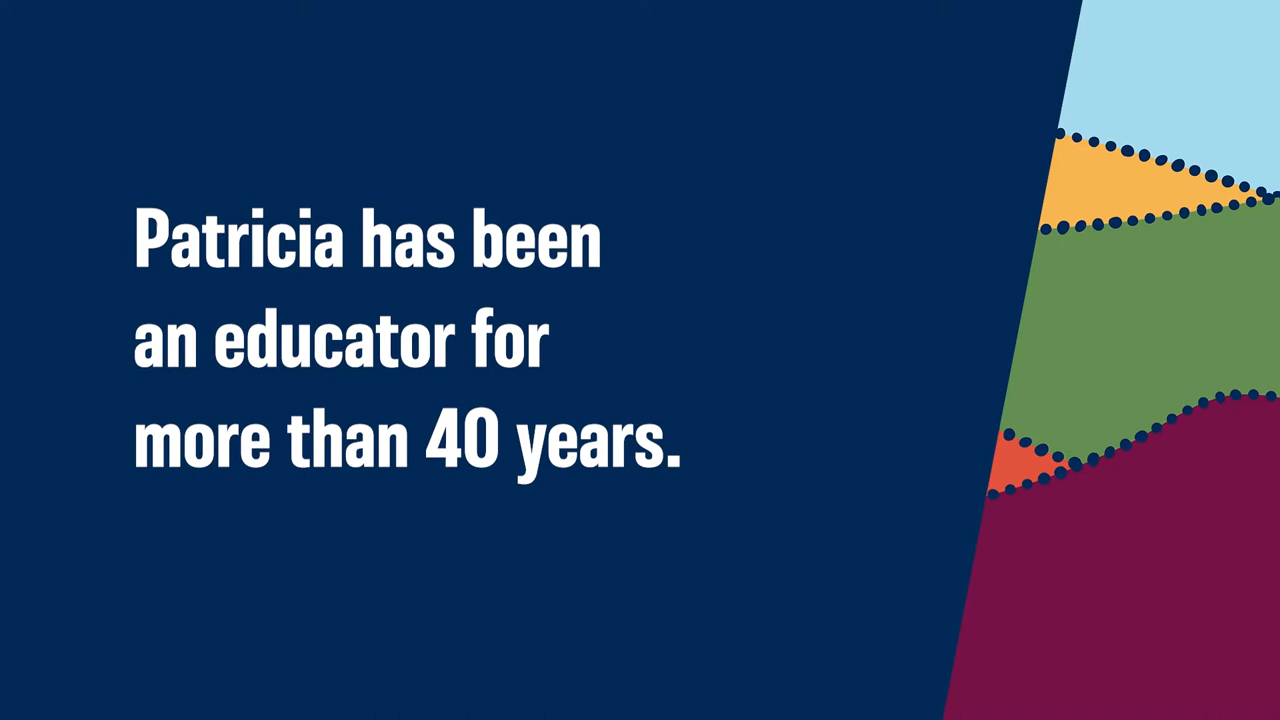 Patricia has been
an educator for
more than 40 years.